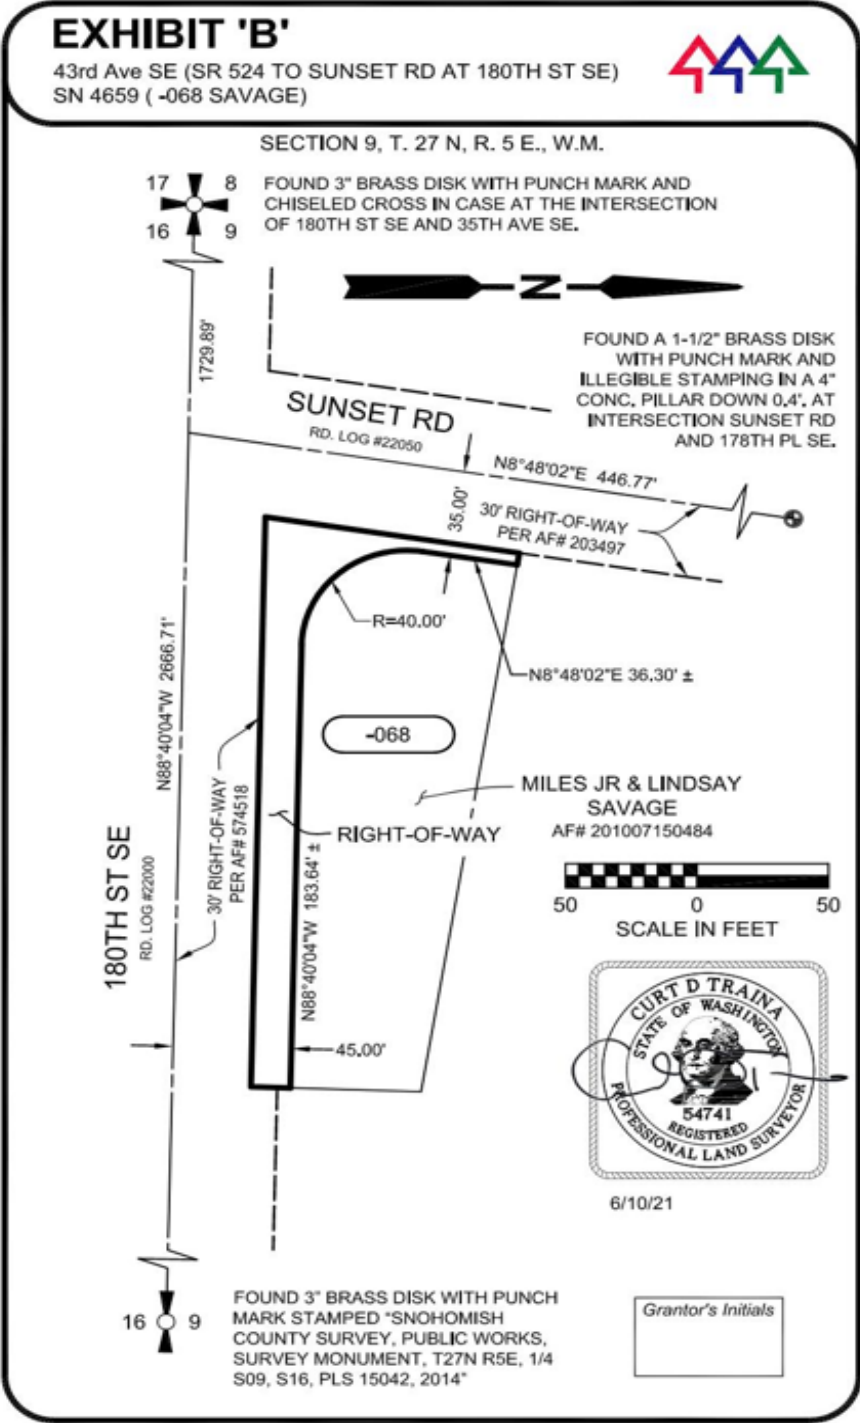 EXHIBIT 'B'
43rd Ave SE (SR 524 TO SUNSET RD AT 180TH ST SE)
SN 4659 ( -068 SAVAGE)
SECTION 9, T. 27 N, R. 5 E., W.M.
17 8
16 9
FOUND 3" BRASS DISK WITH PUNCH MARK AND
CHISELED CROSS IN CASE AT THE INTERSECTION
OF 180TH ST SE AND 35TH AVE SE.
N
1729.89'
FOUND A 1-1/2" BRASS DISK
WITH PUNCH MARK AND
ILLEGIBLE STAMPING IN A 4"
CONC. PILLAR DOWN 0.4'. AT
INTERSECTION SUNSET RD
AND 178TH PL SE.
SUNSET RD
RD. LOG #22050
N8°48'02"E 446.77'
35.00'
30' RIGHT-OF-WAY
PER AF# 203497
R=40.00'
N8°48'02"E 36.30' ±
N88°40'04"W 2666.71'
-068
MILES JR & LINDSAY
SAVAGE
AF# 201007150484
RIGHT-OF-WAY
30' RIGHT-OF-WAY
PER AF# 574518
N88°40'04"W 183.64' ±
180TH ST SE
RD. LOG #22000
50 0 50
SCALE IN FEET
45.00'
CURT D TRAINA
STATE OF WASHINGTON
54741
REGISTERED
PROFESSIONAL LAND SURVEYOR
6/10/21
16 9
FOUND 3" BRASS DISK WITH PUNCH
MARK STAMPED "SNOHOMISH
COUNTY SURVEY, PUBLIC WORKS,
SURVEY MONUMENT, T27N R5E, 1/4
S09, S16, PLS 15042, 2014"
Grantor's Initials